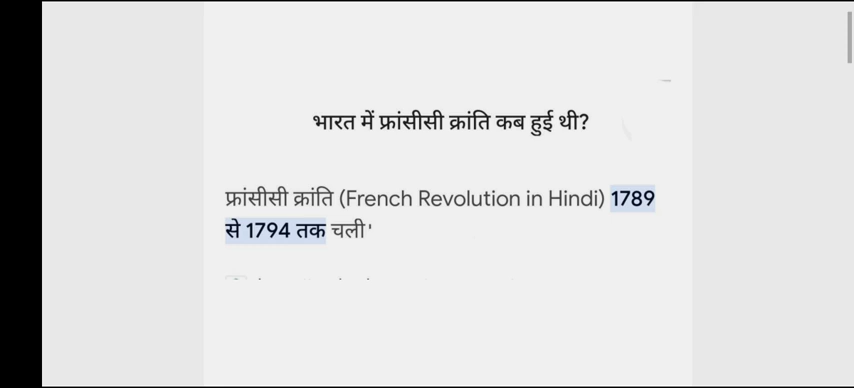 भारत में फ्रांसीसी क्रांति कब हुई थी?
फ्रांसीसी क्रांति (French Revolution in Hindi) 1789
से 1794 तक चली'